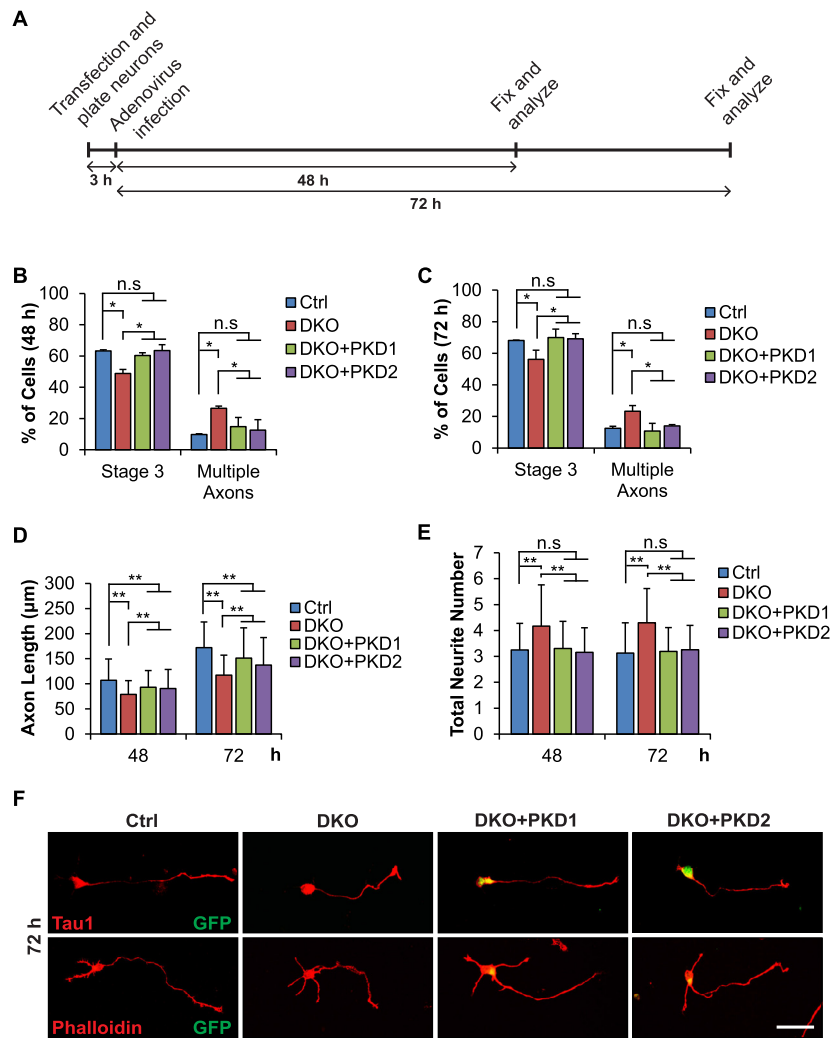 A
Transfection and
plate neurons
Adenovirus
infection
Fix and
analyze
Fix and
analyze
3 h
48 h
72 h
B
% of Cells (48 h)
100
80
60
40
20
0
n.s
*
*
n.s
*
*
Stage 3
Multiple
Axons
Ctrl
DKO
DKO+PKD1
DKO+PKD2
C
% of Cells (72 h)
100
80
60
40
20
0
n.s
*
*
n.s
*
*
Stage 3
Multiple
Axons
Ctrl
DKO
DKO+PKD1
DKO+PKD2
D
Axon Length (µm)
300
250
200
150
100
50
0
**
**
**
**
**
**
48
72
h
Ctrl
DKO
DKO+PKD1
DKO+PKD2
E
Total Neurite Number
7
6
5
4
3
2
1
0
n.s
**
**
n.s
**
**
48
72
h
Ctrl
DKO
DKO+PKD1
DKO+PKD2
F
Ctrl
DKO
DKO+PKD1
DKO+PKD2
72 h
Tau1
GFP
Phalloidin
GFP